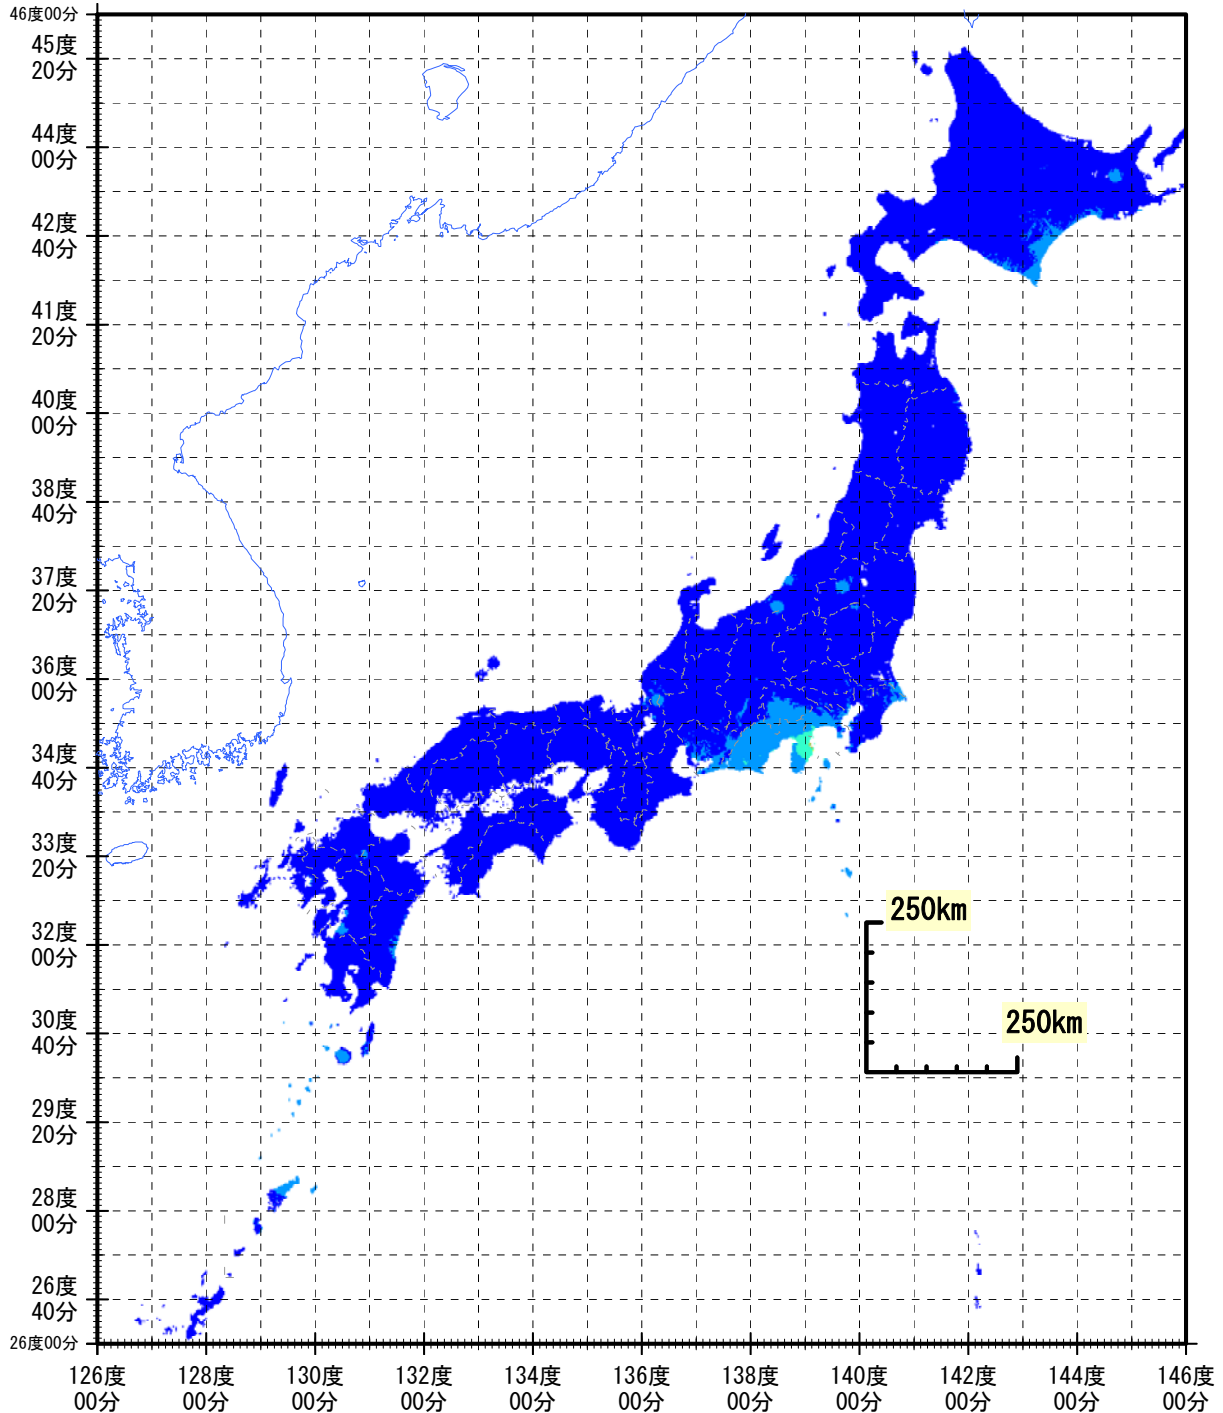 46度00分
45度
20分
44度
00分
42度
40分
41度
20分
40度
00分
38度
40分
37度
20分
36度
00分
34度
40分
33度
20分
250km
32度
00分
250km
30度
40分
29度
20分
28度
00分
26度
40分
26度00分
126度 128度 130度 132度 134度 136度 138度 140度 142度 144度 146度
00分 00分 00分 00分 00分 00分 00分 00分 00分 00分 00分